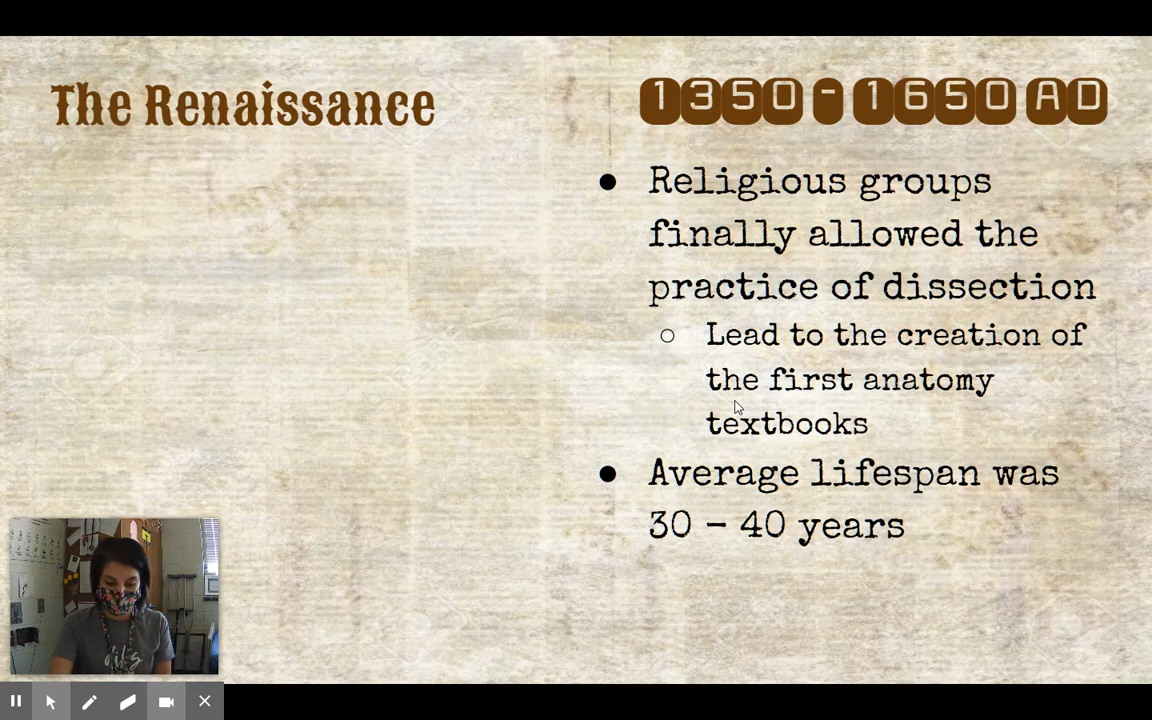 The Renaissance
1350 - 1650 AD
● Religious groups
finally allowed the
practice of dissection
○ Lead to the creation of
the first anatomy
textbooks
● Average lifespan was
30 – 40 years